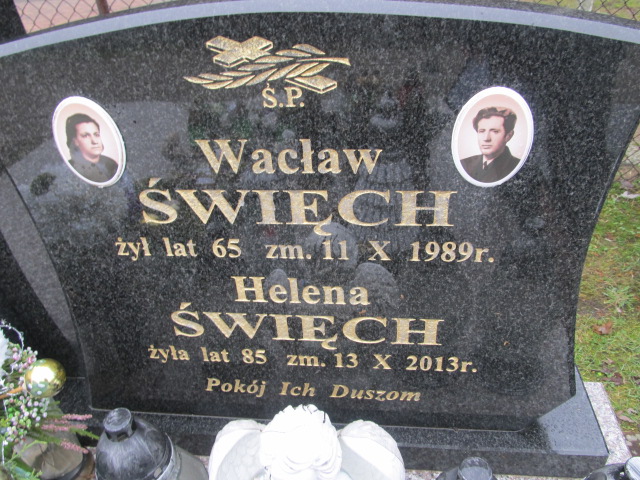 Ś.P.
Wacław
ŚWIĘCH
żył lat 65 zm. 11 X 1989r.
Helena
ŚWIĘCH
żyła lat 85 zm. 13 X 2013r.
Pokój Ich Duszom